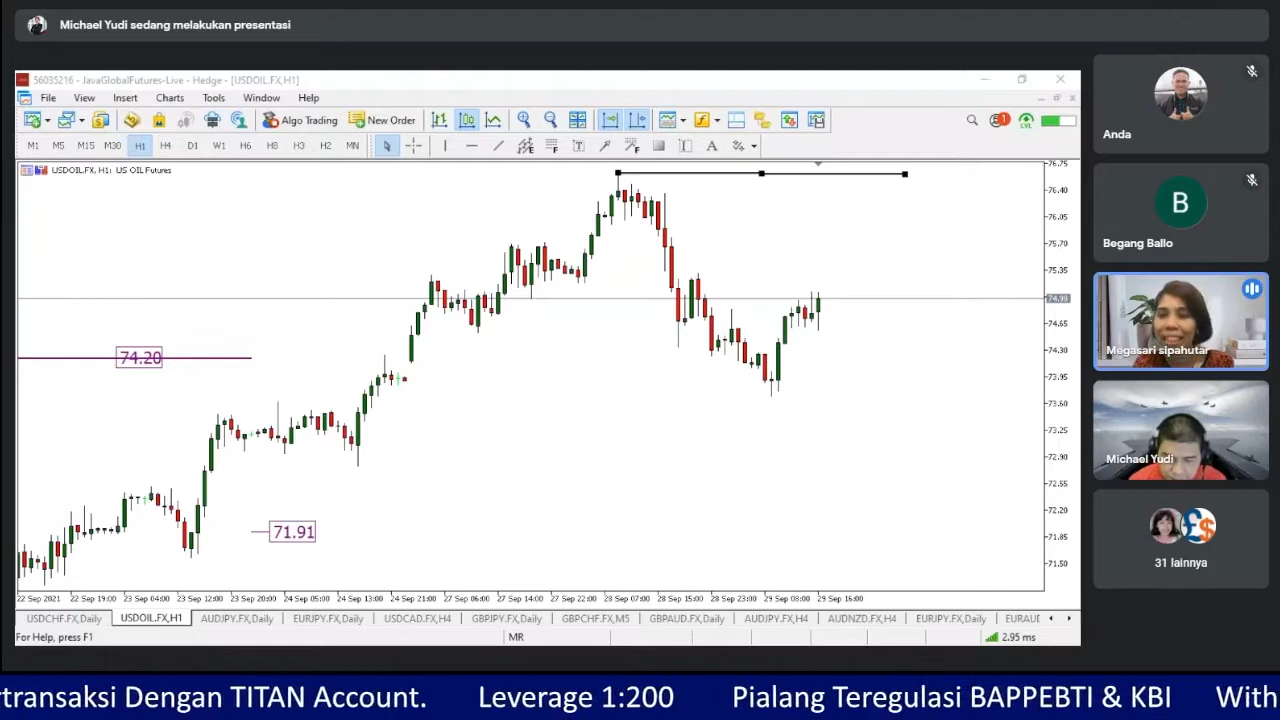 Michael Yudi sedang melakukan presentasi
56035216 - JavaGlobalFutures-Live - Hedge - [USDOIL.FX,H1]
File View Insert Charts Tools Window Help
Algo Trading New Order
1
LVL
M1 M5 M15 M30 H1 H4 D1 W1 H6 H8 H3 H2 MN
USDOIL.FX, H1: US OIL Futures
76.75
76.40
76.05
75.70
75.35
74.99
74.65
74.30
73.95
73.60
73.25
72.90
72.55
72.20
71.85
71.50
74.20
71.91
22 Sep 2021 22 Sep 19:00 23 Sep 04:00 23 Sep 12:00 23 Sep 20:00 24 Sep 05:00 24 Sep 13:00 24 Sep 21:00 27 Sep 06:00 27 Sep 14:00 27 Sep 22:00 28 Sep 07:00 28 Sep 15:00 28 Sep 23:00 29 Sep 08:00 29 Sep 16:00
USDCHF.FX,Daily USDOIL.FX,H1 AUDJPY.FX,Daily EURJPY.FX,Daily USDCAD.FX,H4 GBPJPY.FX,Daily GBPCHF.FX,M5 GBPAUD.FX,Daily AUDJPY.FX,H4 AUDNZD.FX,H4 EURJPY.FX,Daily EURAUD
For Help, press F1 MR 2.95 ms
Anda
B
Begang Ballo
Megasari sipahutar
Michael Yudi
31 lainnya
rtransaksi Dengan TITAN Account. Leverage 1:200 Pialang Teregulasi BAPPEBTI & KBI With